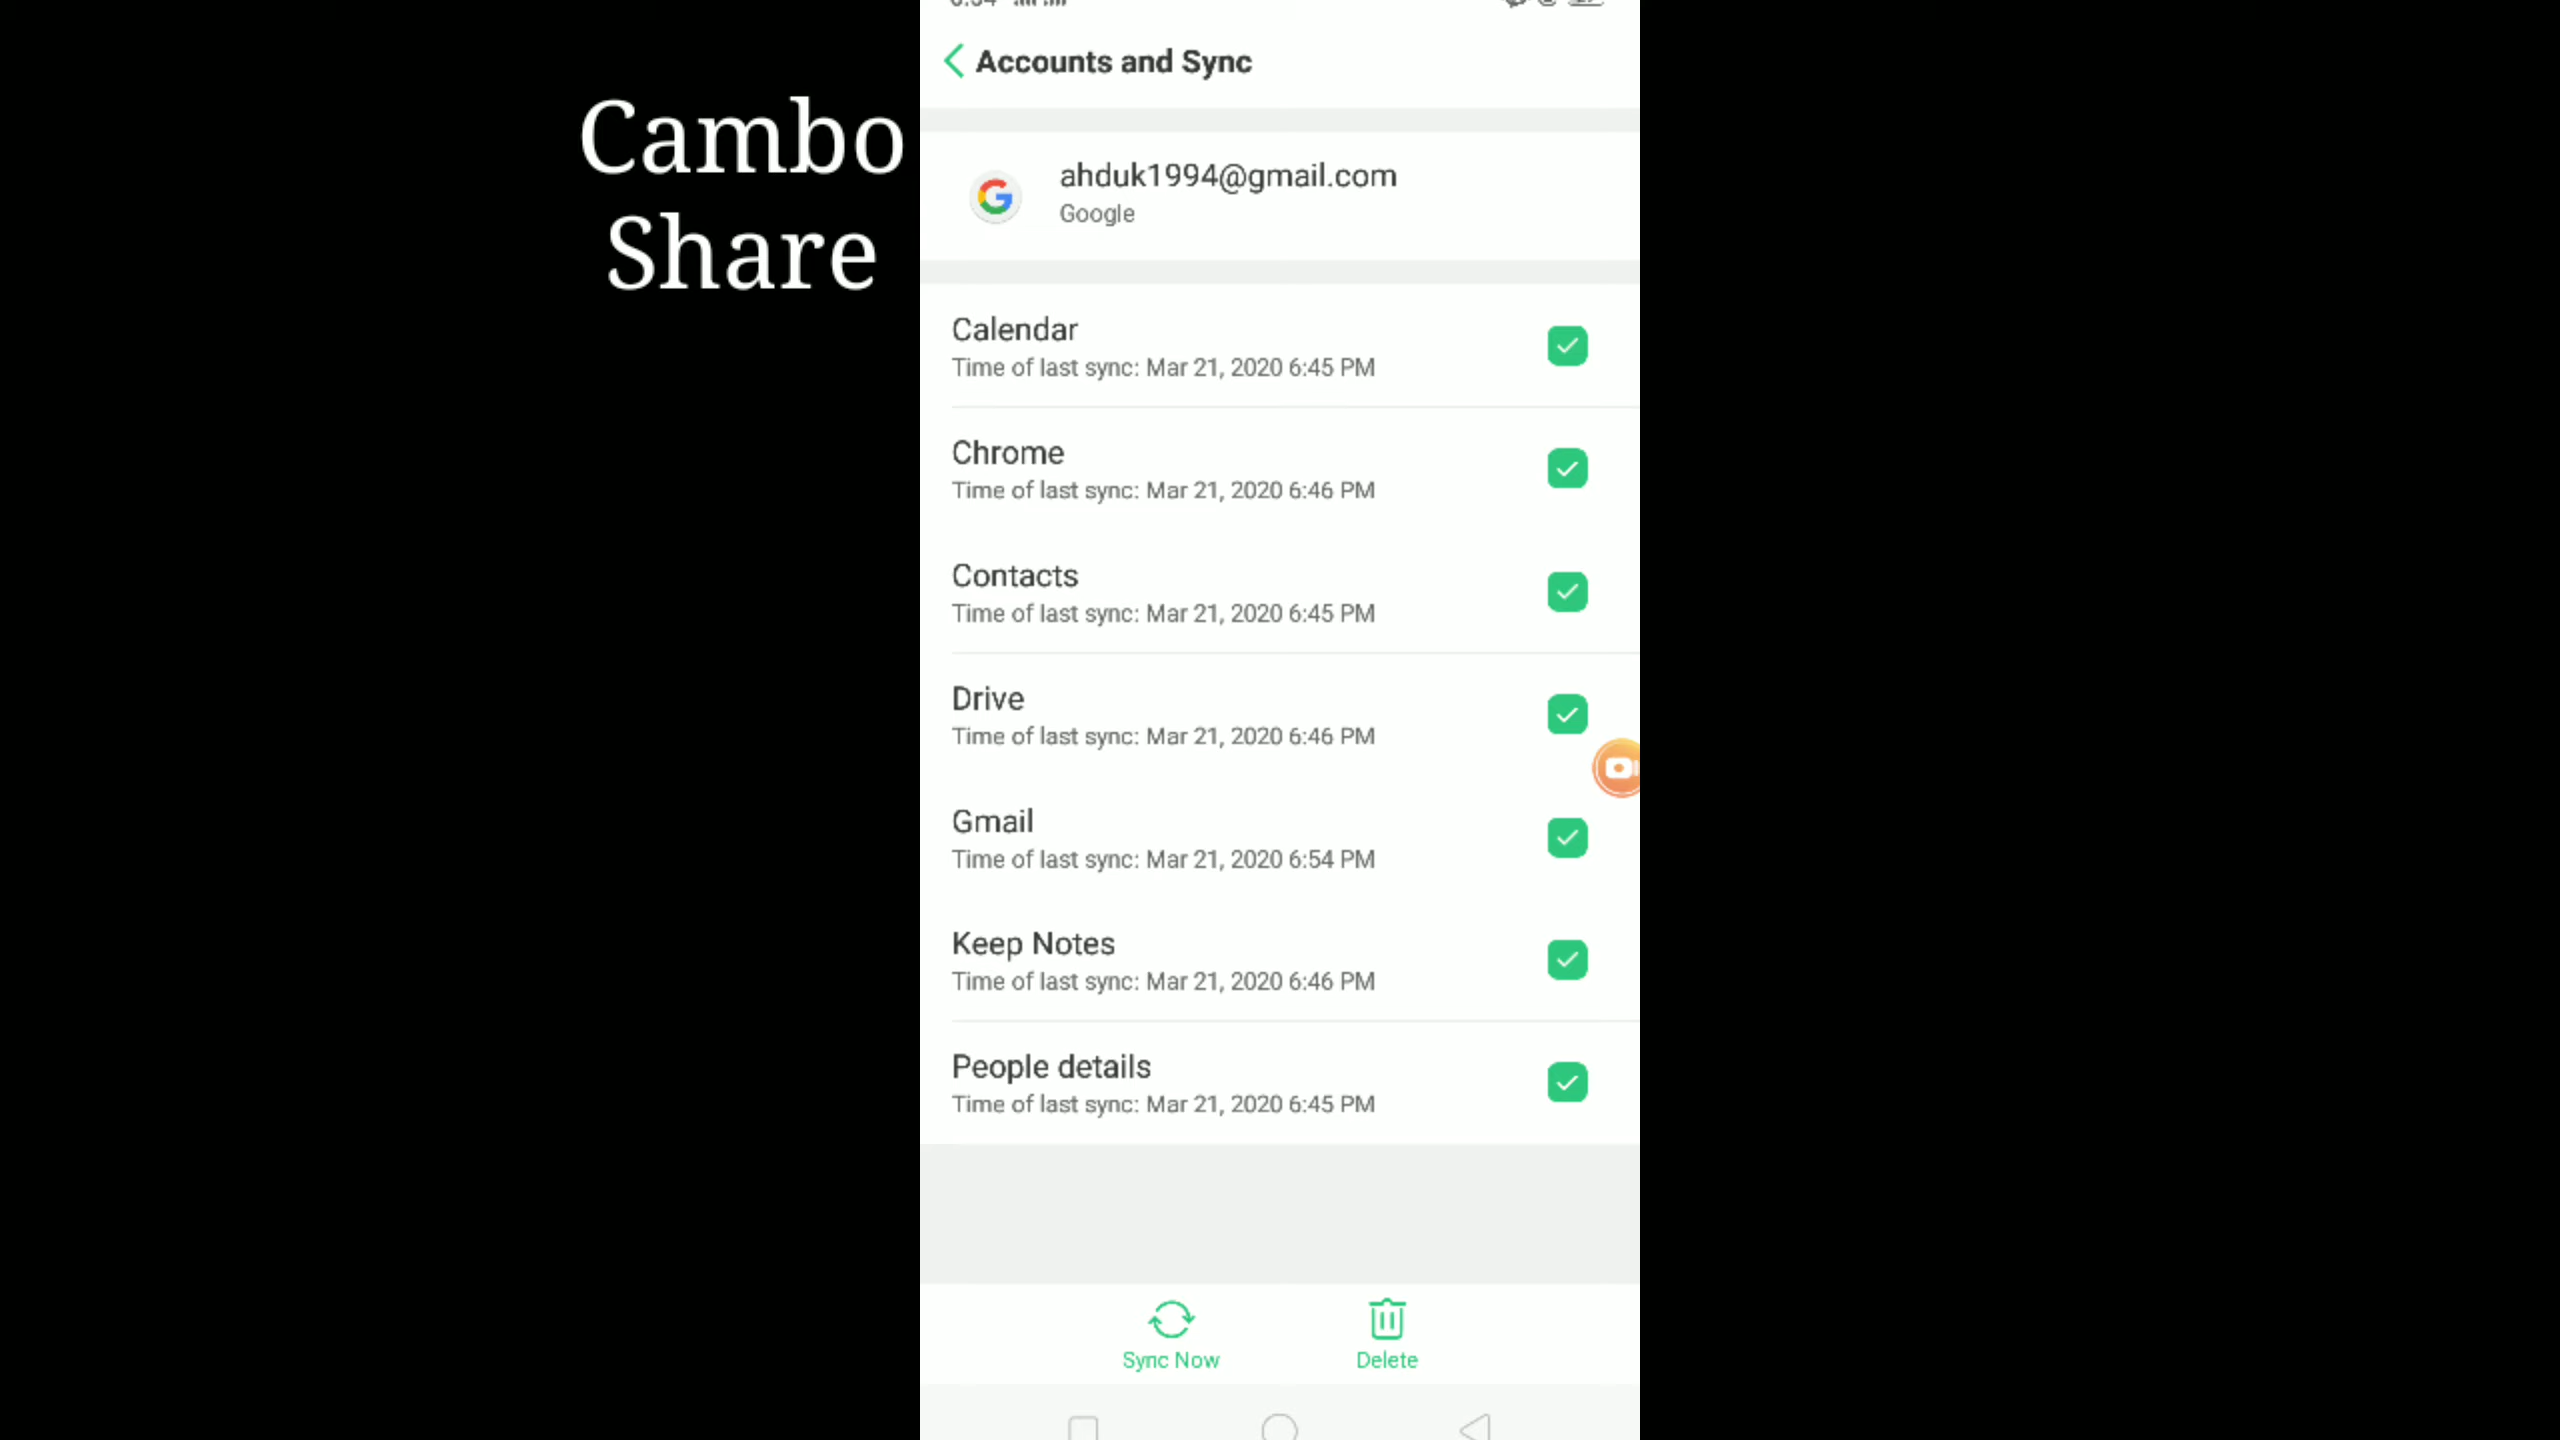 Cambo
Share
Accounts and Sync
ahduk1994@gmail.com
Google
Calendar
Time of last sync: Mar 21, 2020 6:45 PM
Chrome
Time of last sync: Mar 21, 2020 6:46 PM
Contacts
Time of last sync: Mar 21, 2020 6:45 PM
Drive
Time of last sync: Mar 21, 2020 6:46 PM
Gmail
Time of last sync: Mar 21, 2020 6:54 PM
Keep Notes
Time of last sync: Mar 21, 2020 6:46 PM
People details
Time of last sync: Mar 21, 2020 6:45 PM
Sync Now
Delete